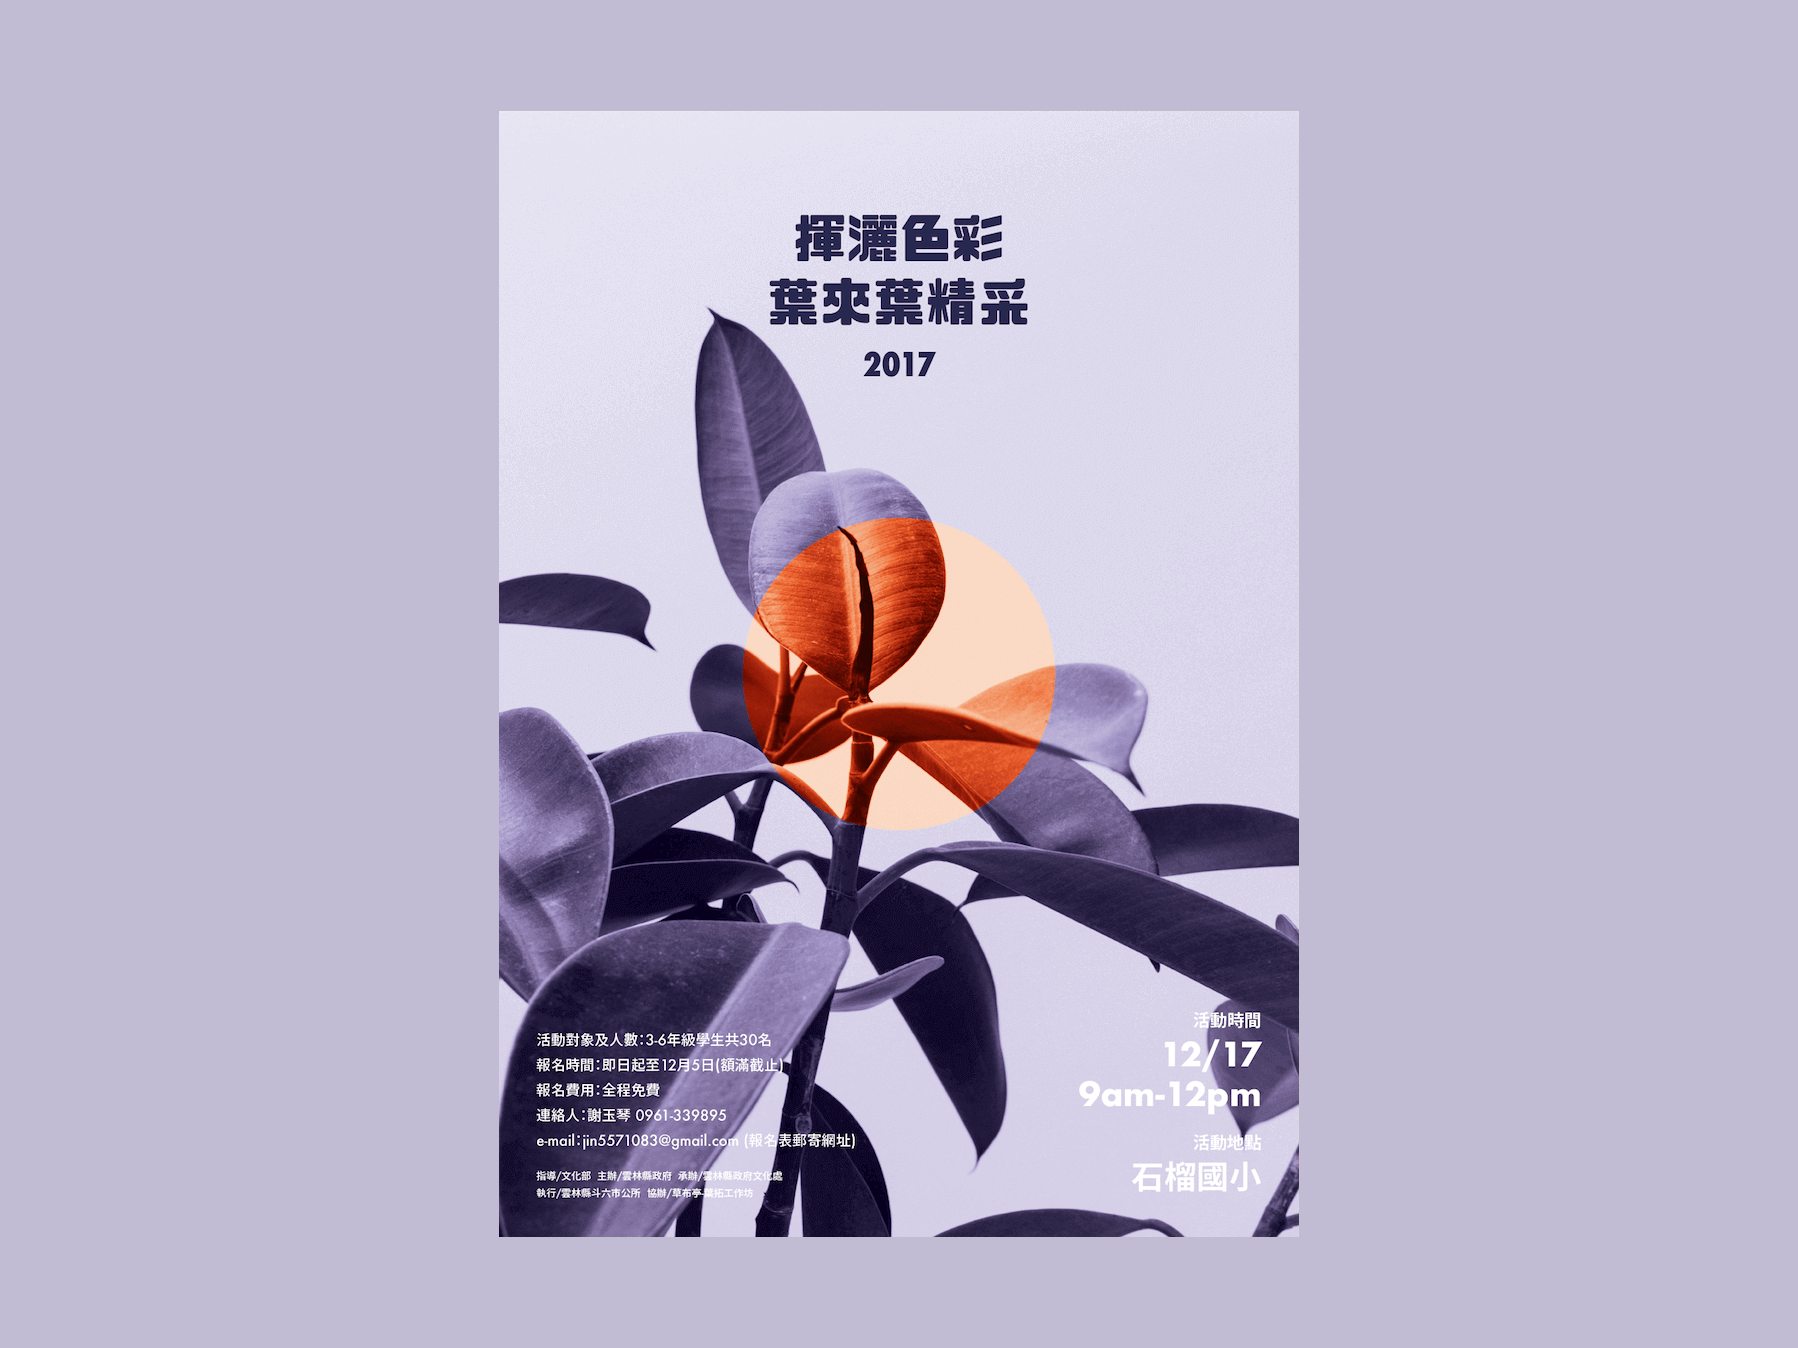 揮灑色彩
葉來葉精采
2017
活動對象及人數：3-6年級學生共30名
報名時間：即日起至12月5日(額滿截止)
報名費用：全程免費
連絡人：謝玉琴 0961-339895
e-mail：jin5571083@gmail.com (報名表郵寄網址)
指導/文化部 主辦/雲林縣政府 承辦/雲林縣政府文化處
執行/雲林縣斗六市公所 協辦/草布亭-葉拓工作坊
活動時間
12/17
9am-12pm
活動地點
石榴國小